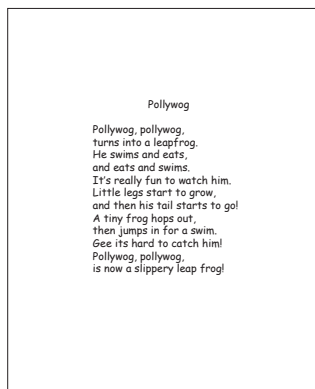 Pollywog
Pollywog, pollywog,
turns into a leapfrog.
He swims and eats,
and eats and swims.
It's really fun to watch him.
Little legs start to grow,
and then his tail starts to go!
A tiny frog hops out,
then jumps in for a swim.
Gee its hard to catch him!
Pollywog, pollywog,
is now a slippery leap frog!